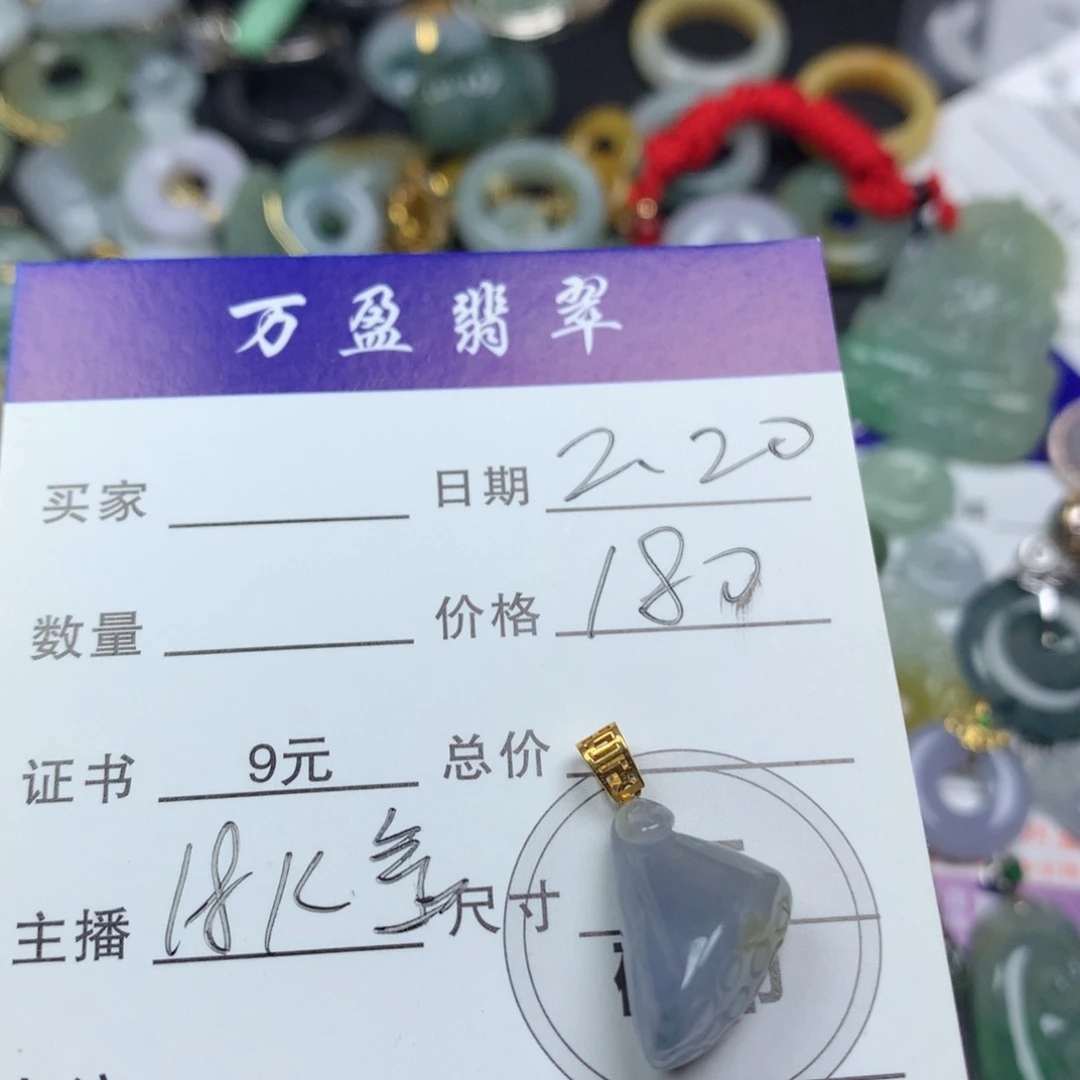 万盈翡翠
买家 日期 2.20
数量 价格 180
证书 9元 总价
主播 18K金 尺寸